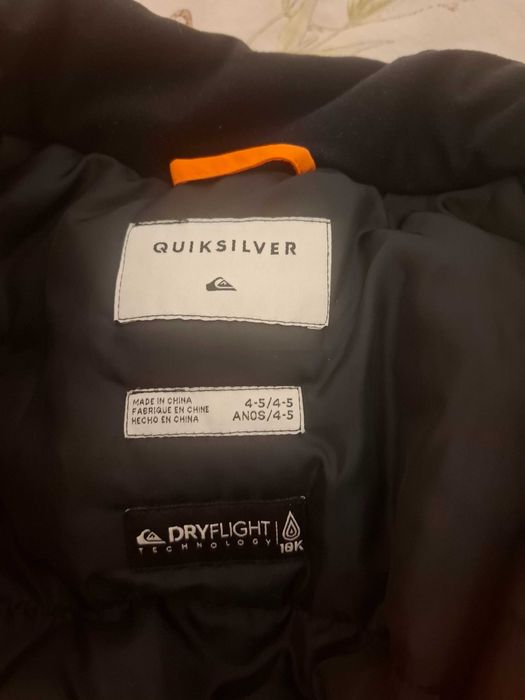 QUIKSILVER
MADE IN CHINA
FABRIQUE EN CHINE
HECHO EN CHINA
4-5/4-5
ANOS/4-5
DRYFLIGHT
TECHNOLOGY
10K